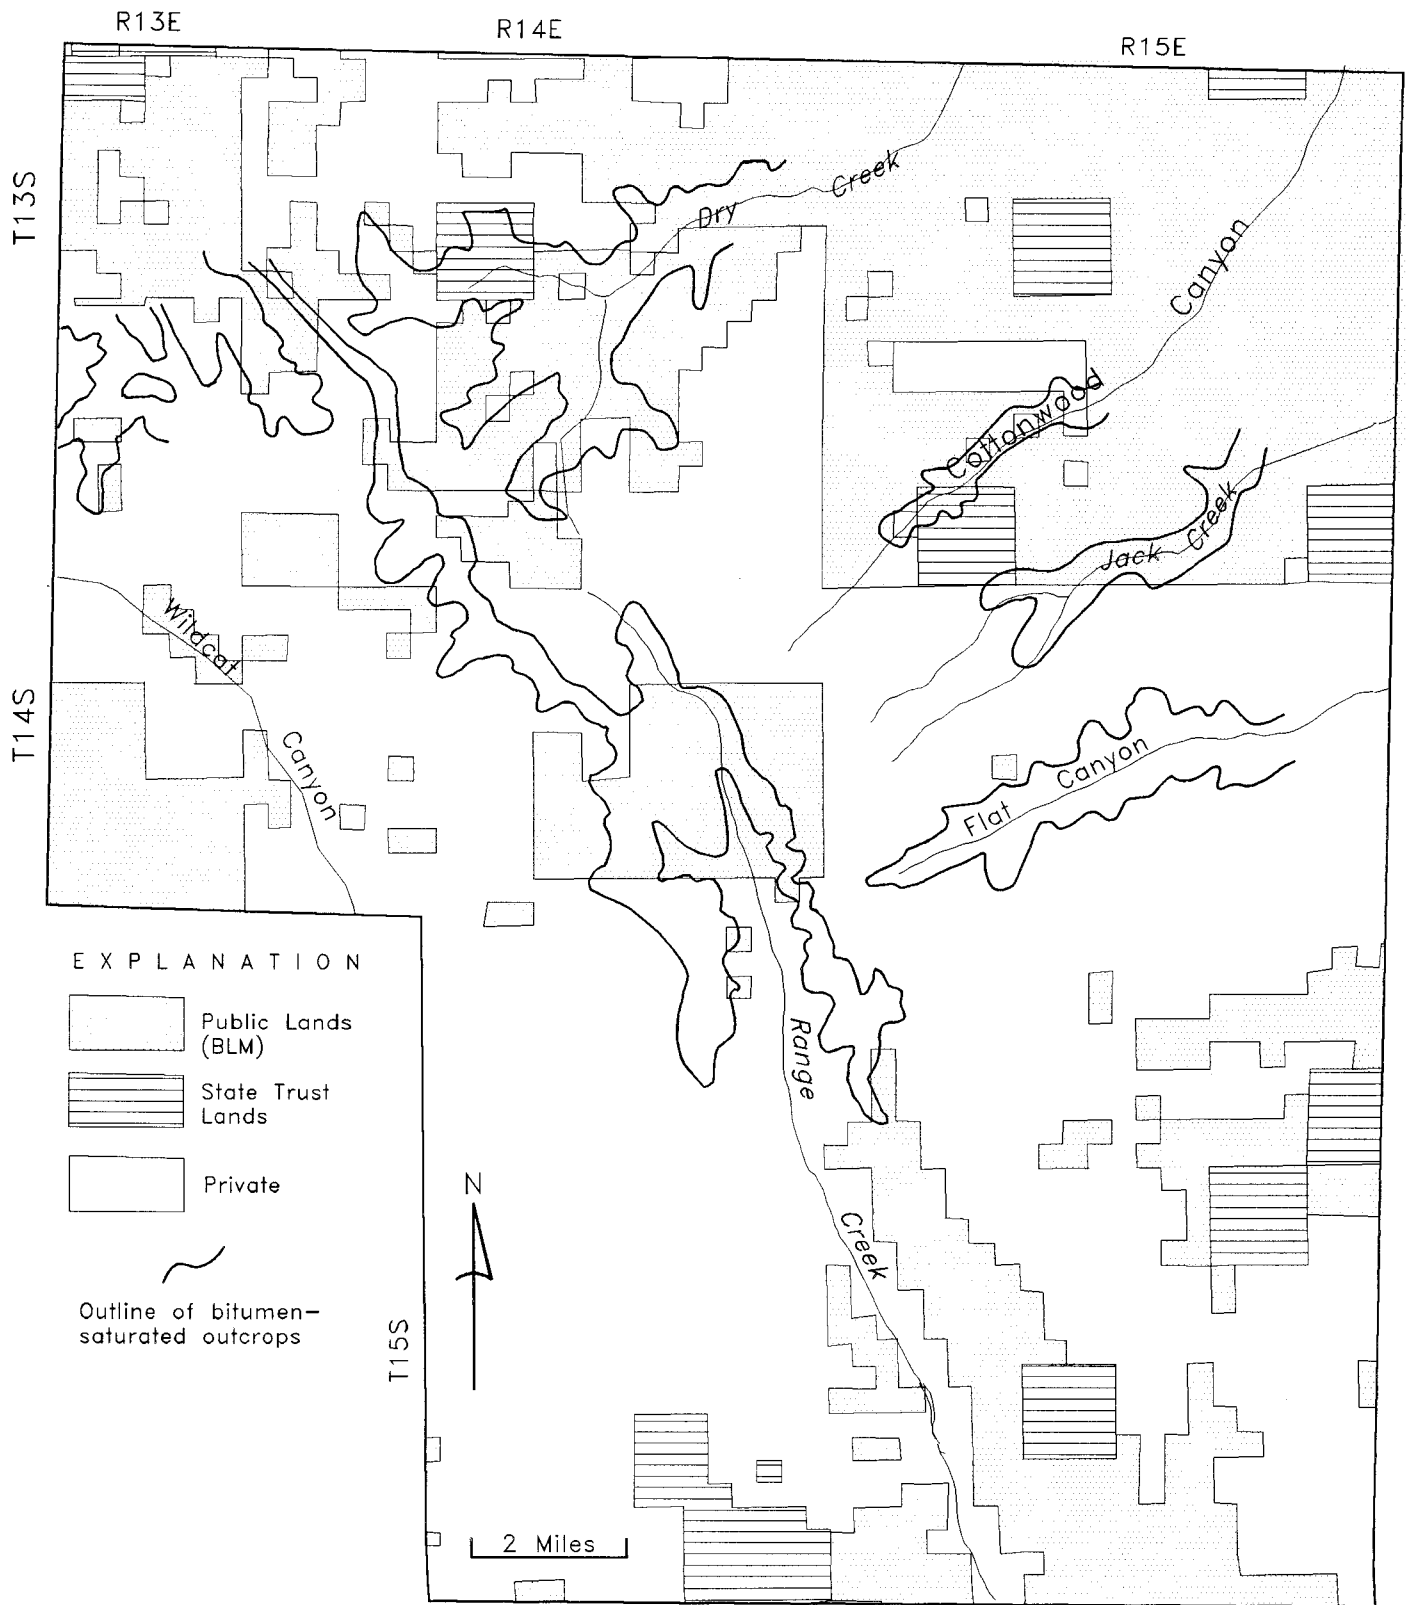 R13E
R14E
R15E
T13S
Dry Creek
Canyon
Cottonwood
Jack Creek
Wildcat
T14S
Canyon
Flat Canyon
EXPLANATION
Public Lands
(BLM)
State Trust
Lands
Private
Outline of bitumen-
saturated outcrops
N
Range
Creek
T15S
2 Miles